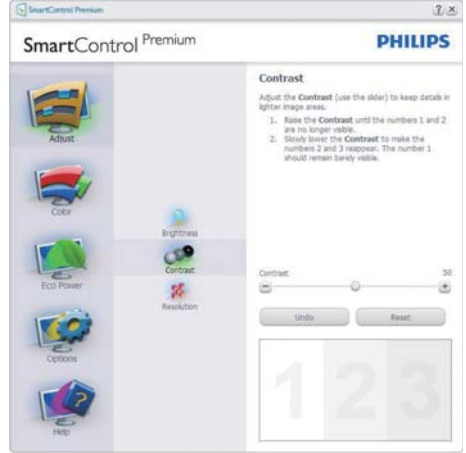 SmartControl Premium
SmartControl Premium
PHILIPS
Adjust
Color
Eco Power
Options
Help
Brightness
Contrast
Resolution
Contrast
Adjust the Contrast (use the slider) to keep details in
lighter image areas.
1. Raise the Contrast until the numbers 1 and 2
are no longer visible.
2. Slowly lower the Contrast to make the
numbers 2 and 3 reappear. The number 1
should remain barely visible.
Contrast: 50
Undo Reset
1 2 3